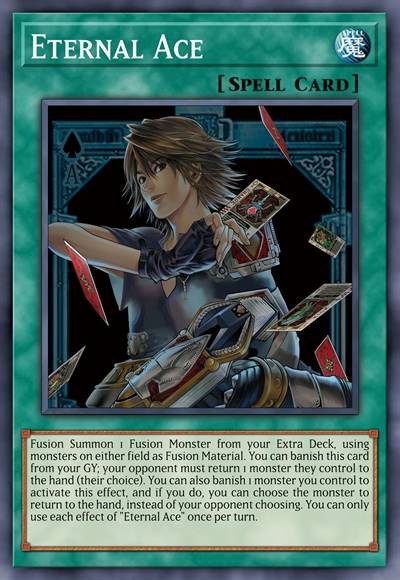 Eternal Ace
魔
[Spell Card]
A
Fusion Summon 1 Fusion Monster from your Extra Deck, using
monsters on either field as Fusion Material. You can banish this card
from your GY; your opponent must return 1 monster they control to
the hand (their choice). You can also banish 1 monster you control to
activate this effect, and if you do, you can choose the monster to
return to the hand, instead of your opponent choosing. You can only
use each effect of "Eternal Ace" once per turn.